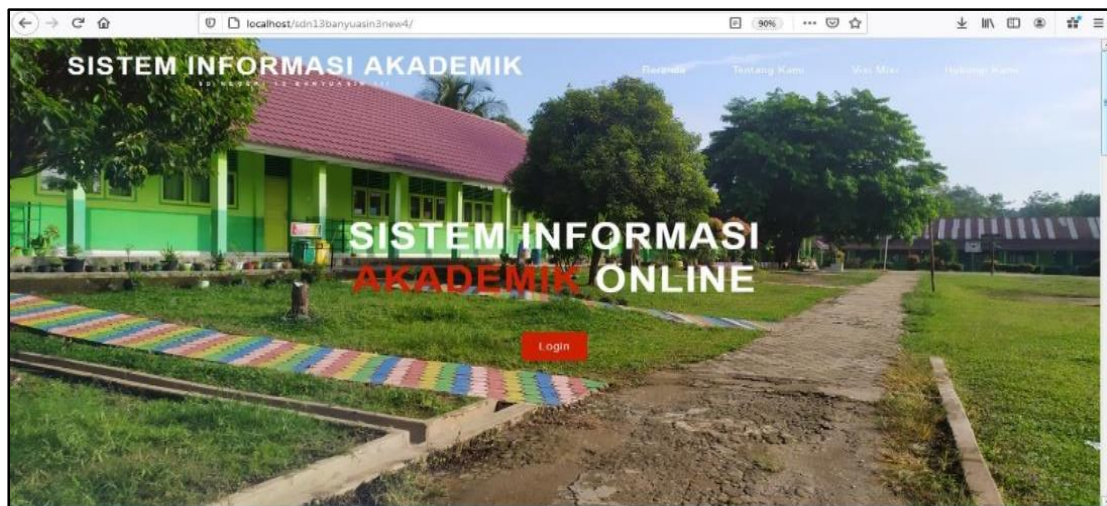 localhost/sdn13banyuasin3new4/
90%
SISTEM INFORMASI AKADEMIK
Beranda
Tentang Kami
Visi Misi
Hubungi Kami
SISTEM INFORMASI
AKADEMIK ONLINE
Login